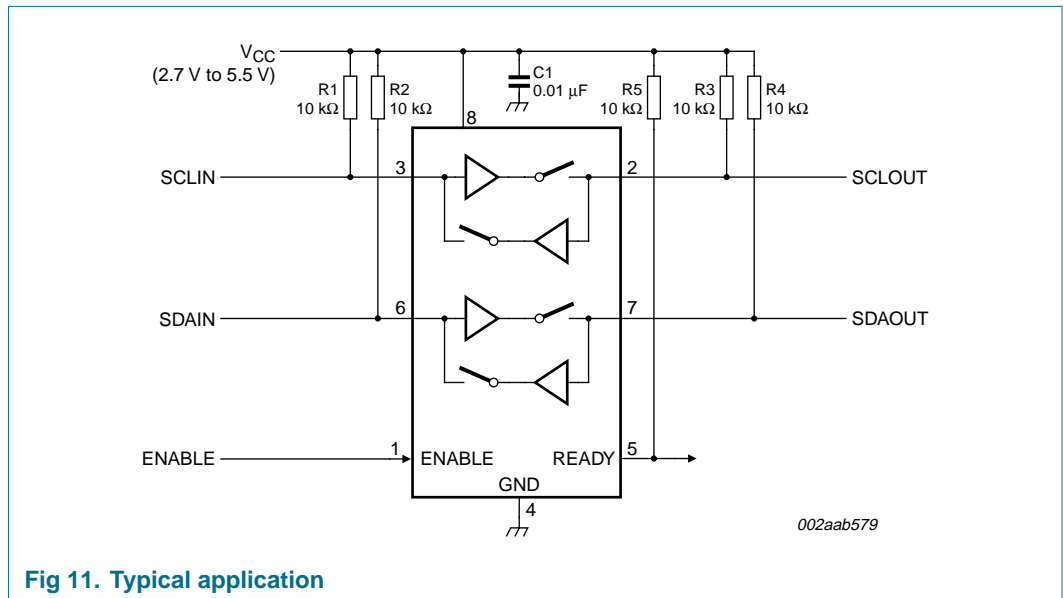 VCC
(2.7 V to 5.5 V)
R1
10 kΩ
R2
10 kΩ
C1
0.01 μF
R5
10 kΩ
R3
10 kΩ
R4
10 kΩ
8
SCLIN
3
2
SCLOUT
SDAIN
6
7
SDAOUT
ENABLE
1
ENABLE
READY
5
GND
4
002aab579
Fig 11. Typical application